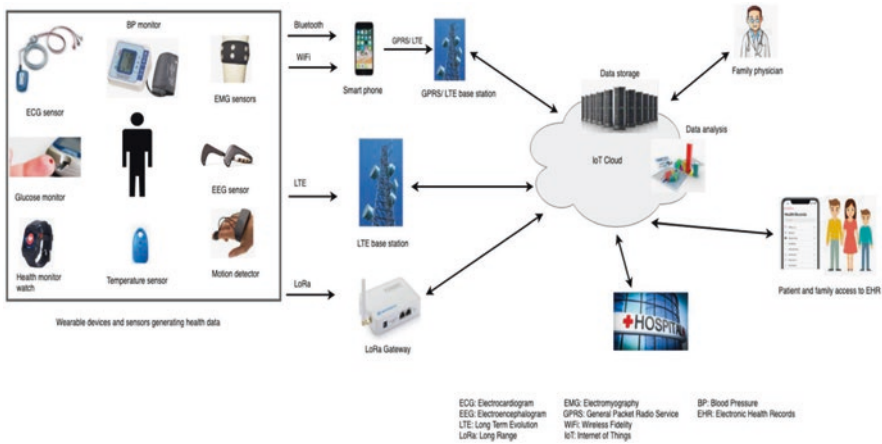 BP monitor
ECG sensor
EMG sensors
Glucose monitor
EEG sensor
Health monitor
watch
Temperature sensor
Motion detector
Wearable devices and sensors generating health data
Bluetooth
WiFi
Smart phone
GPRS/ LTE
GPRS/ LTE base station
LTE
LTE base station
LoRa
LoRa Gateway
Data storage
IoT Cloud
Data analysis
Family physician
Health Records
Patient and family access to EHR
+HOSPITA
ECG: Electrocardiogram
EEG: Electroencephalogram
LTE: Long Term Evolution
LoRa: Long Range
EMG: Electromyography
GPRS: General Packet Radio Service
WiFi: Wireless Fidelity
IoT: Internet of Things
BP: Blood Pressure
EHR: Electronic Health Records